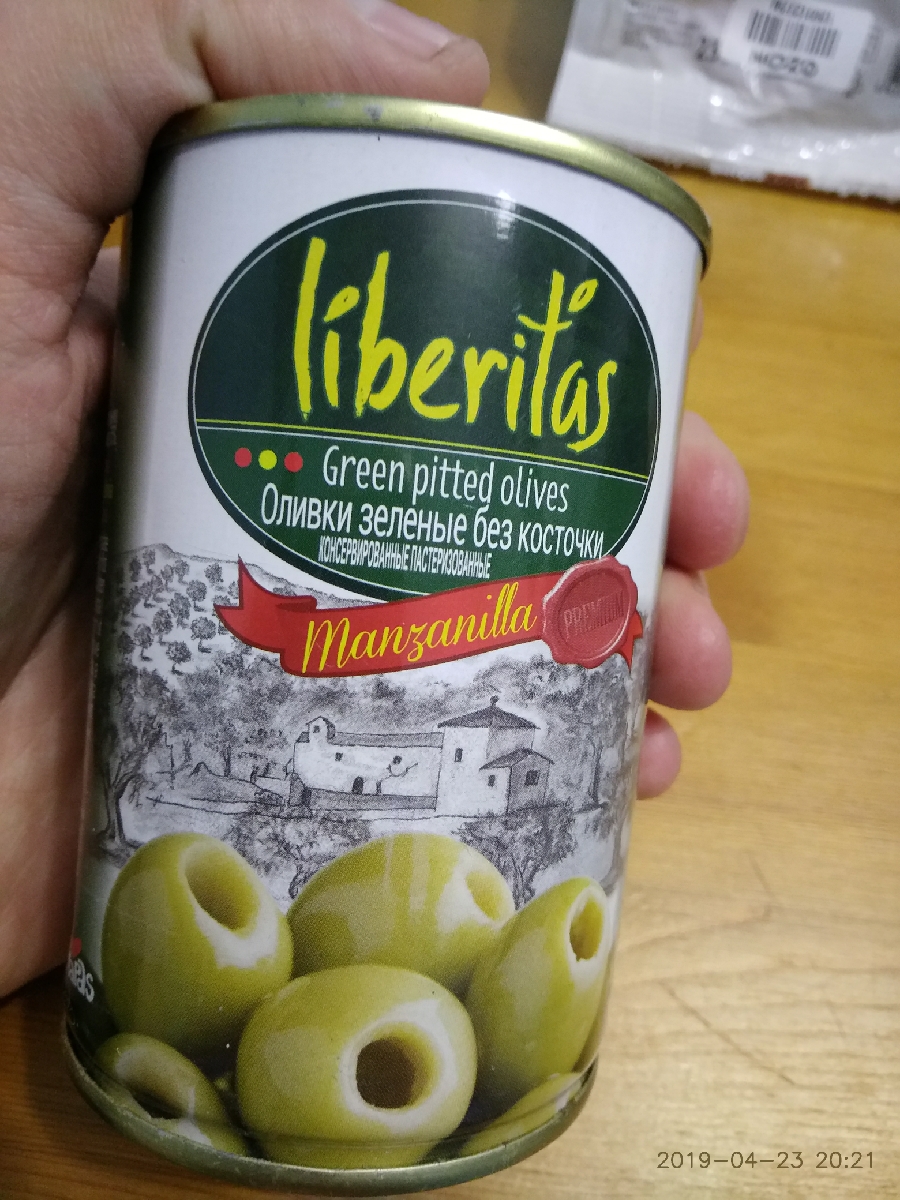 liberitas
Green pitted olives
Оливки зеленые без косточки
КОНСЕРВИРОВАННЫЕ ПАСТЕРИЗОВАННЫЕ
Manzanilla
PREMIUM
2019-04-23 20:21